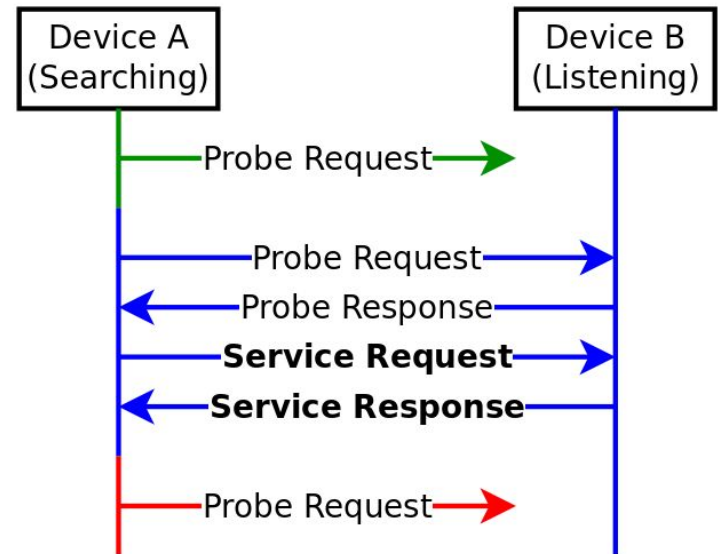 Device A
(Searching)
Device B
(Listening)
Probe Request
Probe Request
Probe Response
Service Request
Service Response
Probe Request